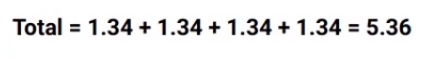 Total = 1.34 + 1.34 + 1.34 + 1.34 = 5.36